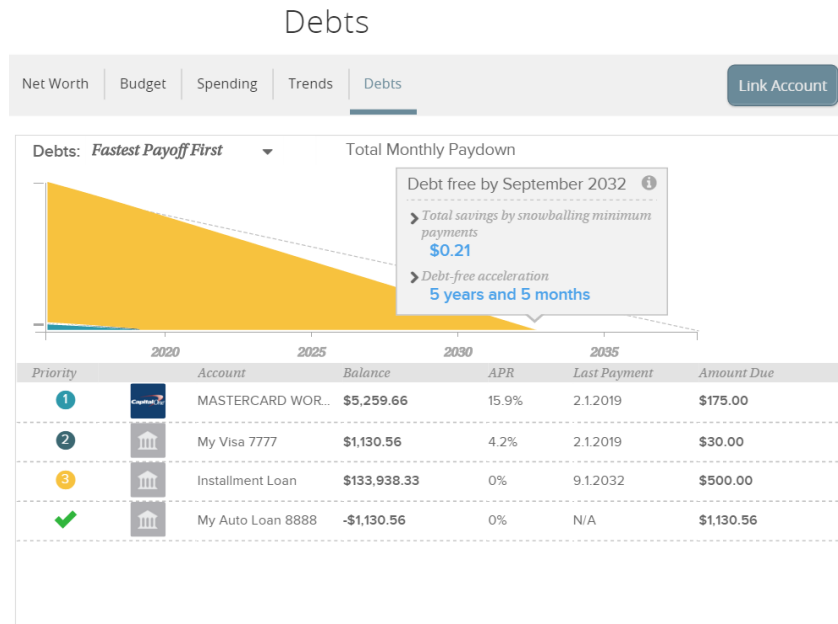 Debts
Net Worth Budget Spending Trends Debts Link Account
Debts: Fastest Payoff First Total Monthly Paydown
Debt free by September 2032
Total savings by snowballing minimum
payments
$0.21
Debt-free acceleration
5 years and 5 months
2020 2025 2030 2035
Priority Account Balance APR Last Payment Amount Due
1 Capital One MASTERCARD WOR... $5,259.66 15.9% 2.1.2019 $175.00
2 My Visa 7777 $1,130.56 4.2% 2.1.2019 $30.00
3 Installment Loan $133,938.33 0% 9.1.2032 $500.00
My Auto Loan 8888 -$1,130.56 0% N/A $1,130.56